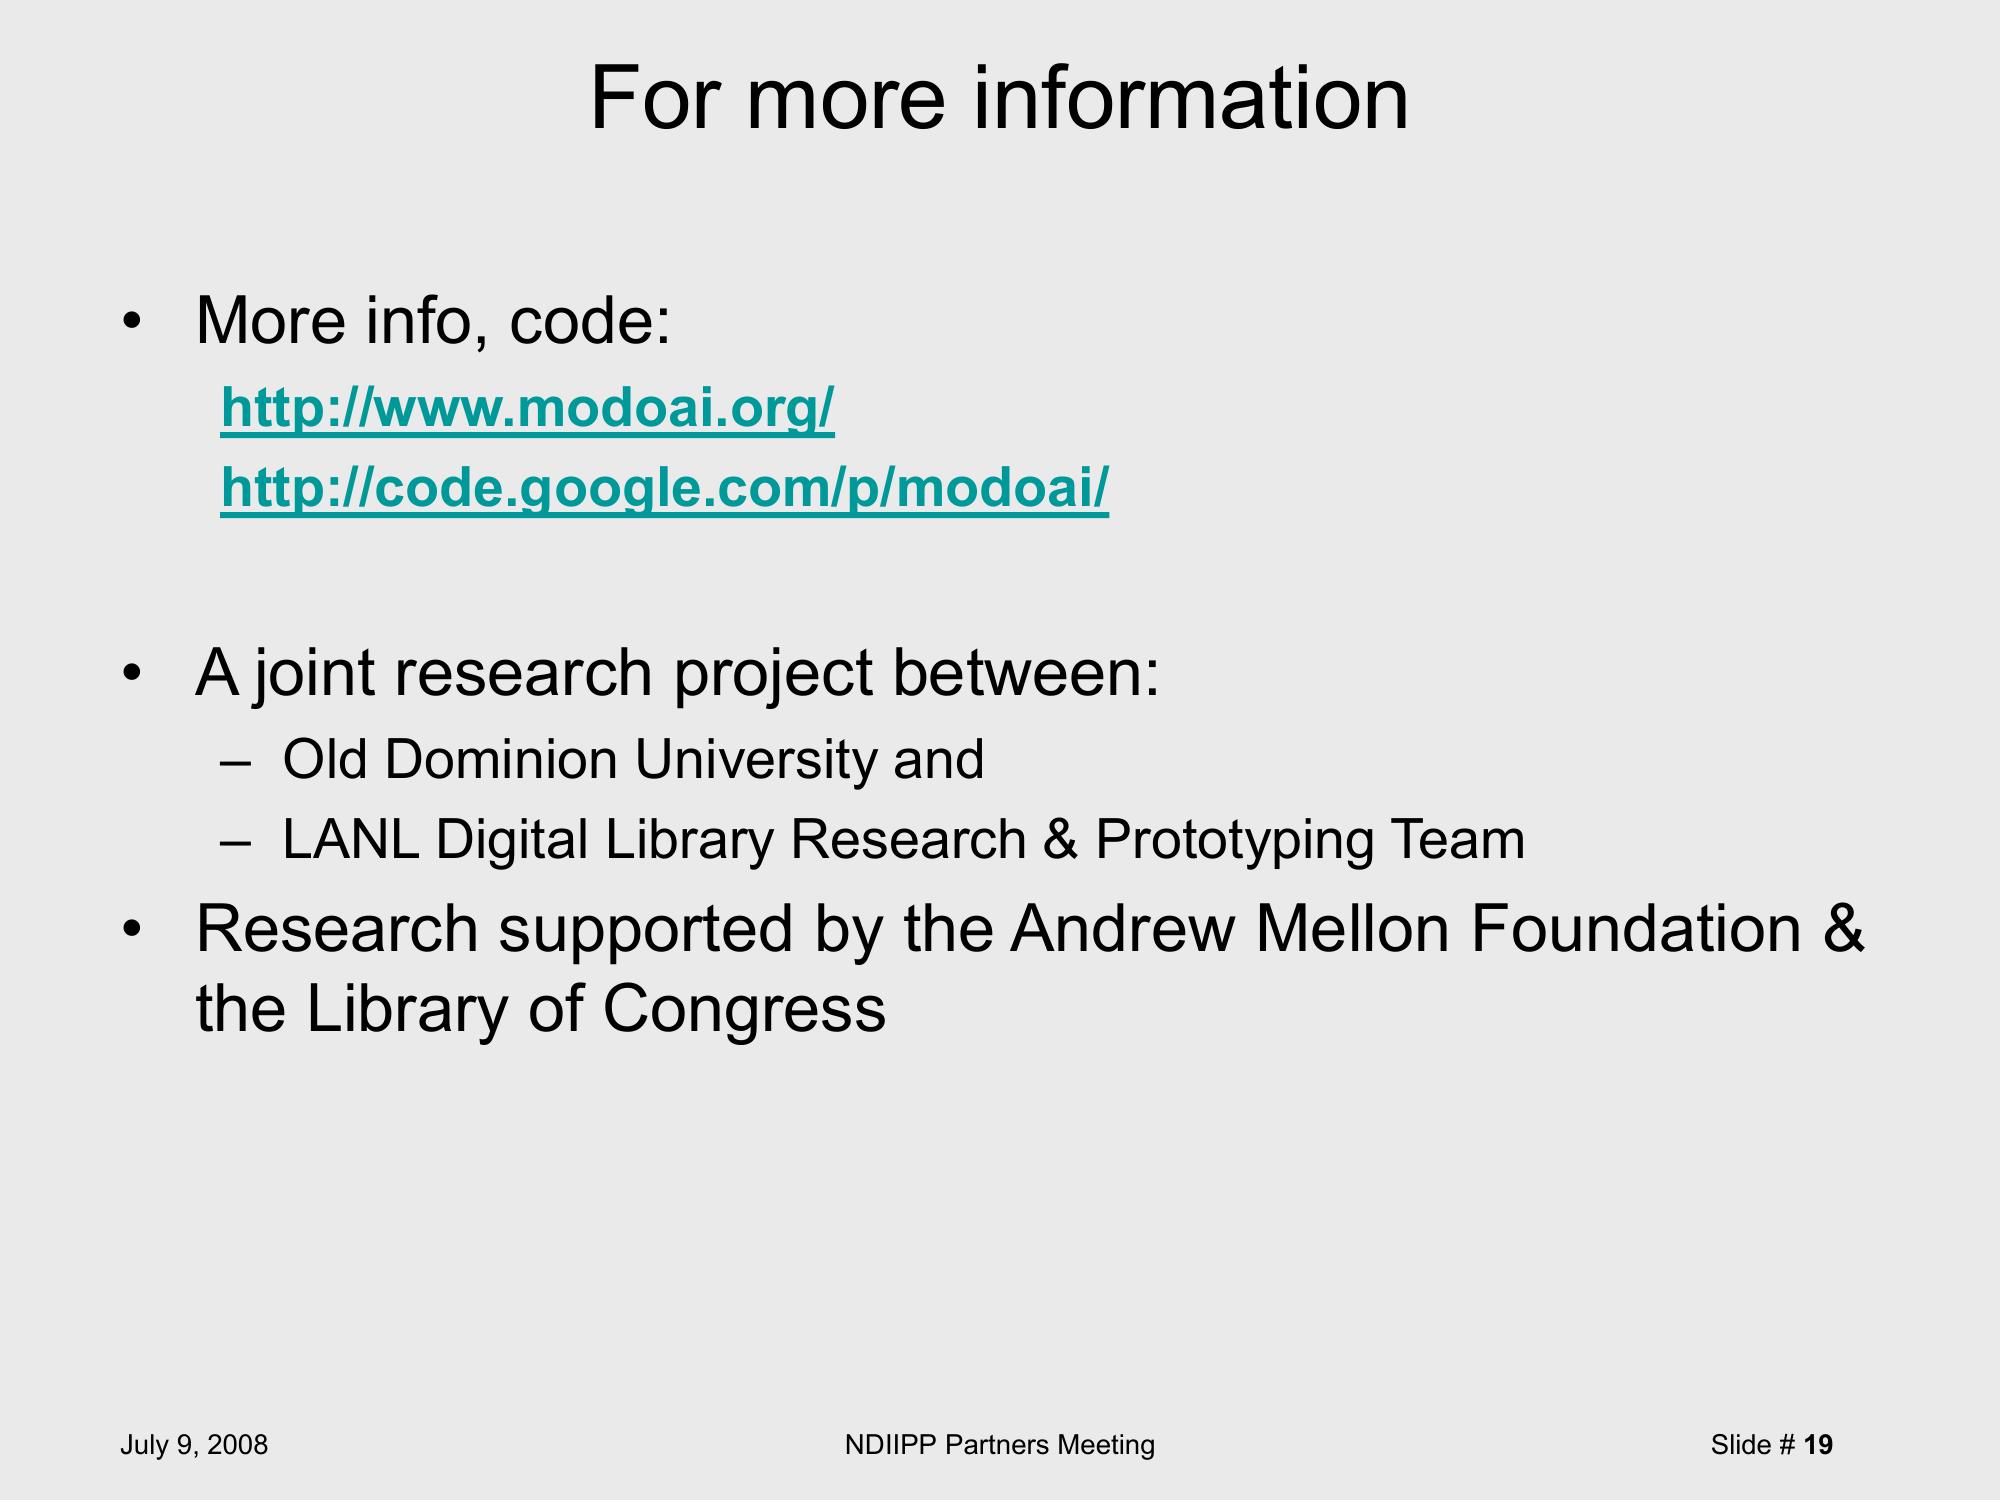 For more information
• More info, code:
http://www.modoai.org/
http://code.google.com/p/modoai/
• A joint research project between:
– Old Dominion University and
– LANL Digital Library Research & Prototyping Team
• Research supported by the Andrew Mellon Foundation &
the Library of Congress
July 9, 2008
NDIIPP Partners Meeting
Slide # 19